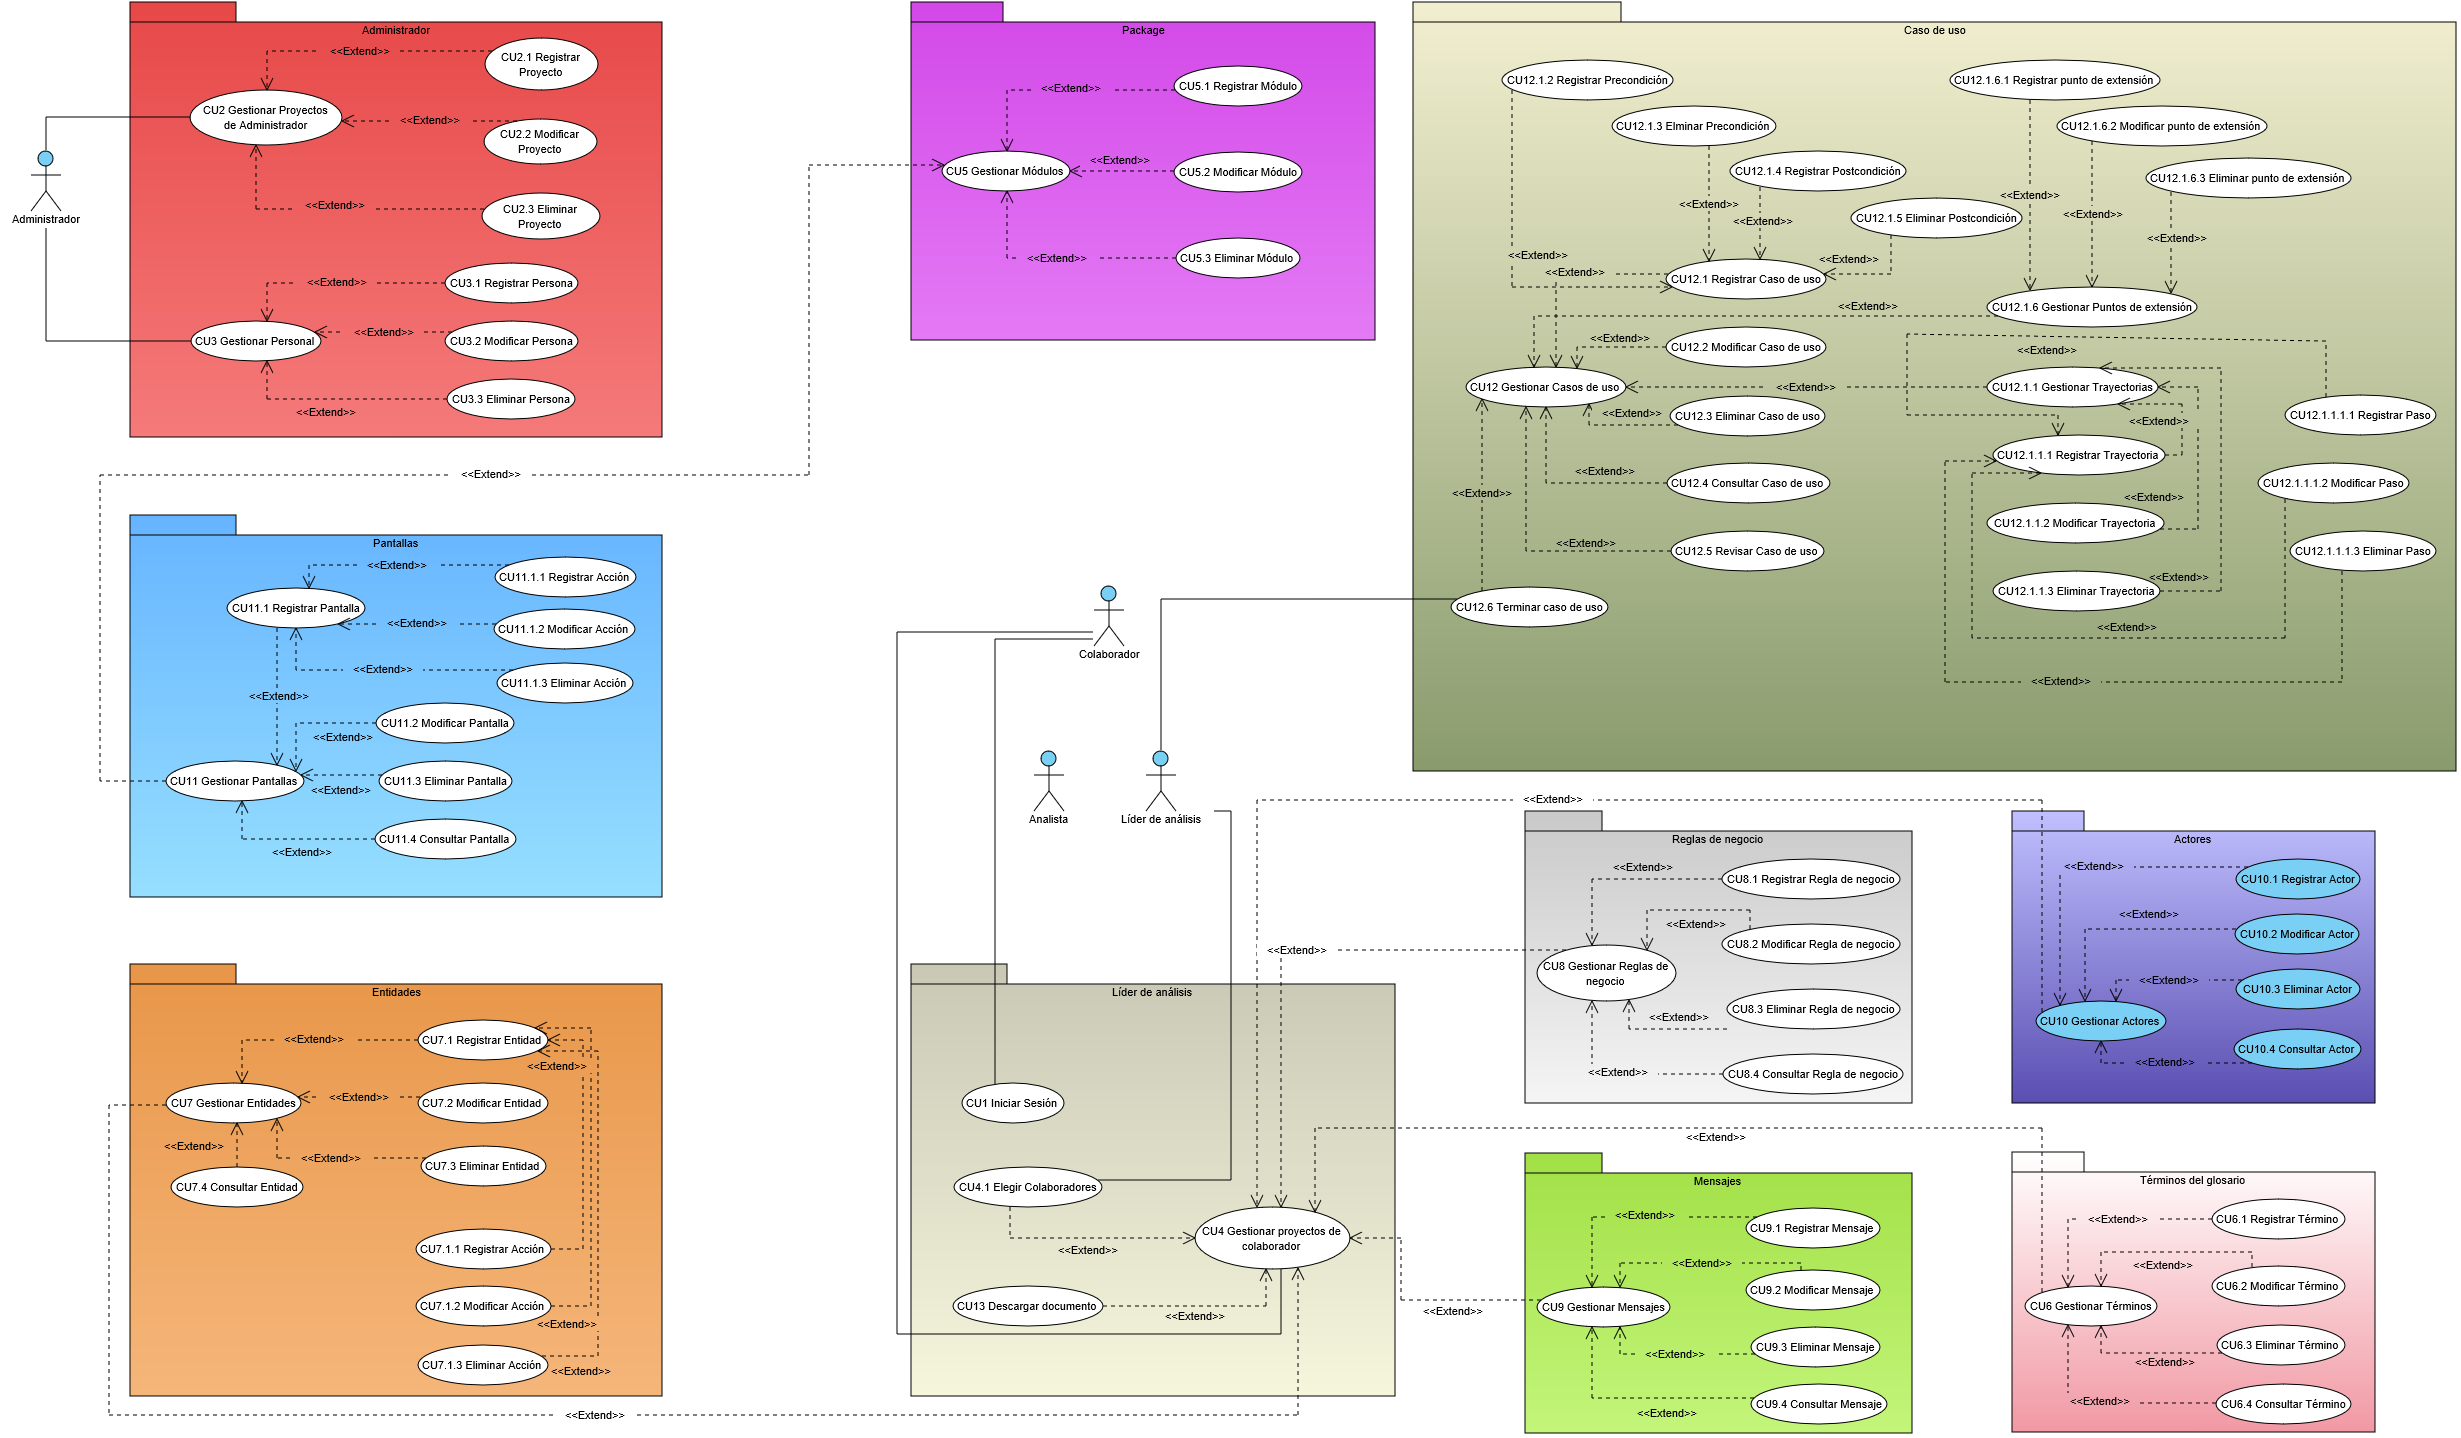 Administrador
<<Extend>>
CU2.1 Registrar
Proyecto
CU2 Gestionar Proyectos
de Administrador
<<Extend>>
CU2.2 Modificar
Proyecto
<<Extend>>
CU2.3 Eliminar
Proyecto
Administrador
<<Extend>>
CU3.1 Registrar Persona
CU3 Gestionar Personal
<<Extend>>
CU3.2 Modificar Persona
CU3.3 Eliminar Persona
<<Extend>>
<<Extend>>
Package
<<Extend>>
CU5.1 Registrar Módulo
CU5 Gestionar Módulos
<<Extend>>
CU5.2 Modificar Módulo
<<Extend>>
CU5.3 Eliminar Módulo
Caso de uso
CU12.1.2 Registrar Precondición
CU12.1.6.1 Registrar punto de extensión
CU12.1.3 Elminar Precondición
CU12.1.6.2 Modificar punto de extensión
CU12.1.4 Registrar Postcondición
CU12.1.6.3 Eliminar punto de extensión
<<Extend>>
<<Extend>>
<<Extend>>
CU12.1.5 Eliminar Postcondición
<<Extend>>
<<Extend>>
<<Extend>>
<<Extend>>
<<Extend>>
<<Extend>>
CU12.1 Registrar Caso de uso
<<Extend>>
CU12.1.6 Gestionar Puntos de extensión
<<Extend>>
CU12.2 Modificar Caso de uso
<<Extend>>
CU12 Gestionar Casos de uso
<<Extend>>
CU12.1.1 Gestionar Trayectorias
<<Extend>>
CU12.3 Eliminar Caso de uso
<<Extend>>
CU12.1.1.1.1 Registrar Paso
CU12.1.1.1 Registrar Trayectoria
<<Extend>>
CU12.4 Consultar Caso de uso
CU12.1.1.1.2 Modificar Paso
<<Extend>>
<<Extend>>
CU12.1.1.2 Modificar Trayectoria
<<Extend>>
CU12.5 Revisar Caso de uso
CU12.1.1.1.3 Eliminar Paso
<<Extend>>
CU12.1.1.3 Eliminar Trayectoria
CU12.6 Terminar caso de uso
<<Extend>>
<<Extend>>
Pantallas
<<Extend>>
CU11.1.1 Registrar Acción
CU11.1 Registrar Pantalla
<<Extend>>
CU11.1.2 Modificar Acción
<<Extend>>
CU11.1.3 Eliminar Acción
<<Extend>>
CU11.2 Modificar Pantalla
<<Extend>>
CU11 Gestionar Pantallas
CU11.3 Eliminar Pantalla
<<Extend>>
CU11.4 Consultar Pantalla
<<Extend>>
Colaborador
Analista
Líder de análisis
<<Extend>>
Reglas de negocio
<<Extend>>
CU8.1 Registrar Regla de negocio
<<Extend>>
CU8.2 Modificar Regla de negocio
<<Extend>>
CU8 Gestionar Reglas de
negocio
CU8.3 Eliminar Regla de negocio
<<Extend>>
<<Extend>>
CU8.4 Consultar Regla de negocio
Actores
<<Extend>>
CU10.1 Registrar Actor
<<Extend>>
CU10.2 Modificar Actor
<<Extend>>
CU10.3 Eliminar Actor
CU10 Gestionar Actores
CU10.4 Consultar Actor
<<Extend>>
Entidades
<<Extend>>
CU7.1 Registrar Entidad
<<Extend>>
CU7 Gestionar Entidades
<<Extend>>
CU7.2 Modificar Entidad
<<Extend>>
<<Extend>>
CU7.3 Eliminar Entidad
CU7.4 Consultar Entidad
CU7.1.1 Registrar Acción
CU7.1.2 Modificar Acción
<<Extend>>
CU7.1.3 Eliminar Acción
<<Extend>>
<<Extend>>
Líder de análisis
CU1 Iniciar Sesión
CU4.1 Elegir Colaboradores
CU4 Gestionar proyectos de
colaborador
<<Extend>>
CU13 Descargar documento
<<Extend>>
<<Extend>>
Mensajes
<<Extend>>
CU9.1 Registrar Mensaje
<<Extend>>
CU9.2 Modificar Mensaje
CU9 Gestionar Mensajes
<<Extend>>
CU9.3 Eliminar Mensaje
<<Extend>>
CU9.4 Consultar Mensaje
<<Extend>>
Términos del glosario
<<Extend>>
CU6.1 Registrar Término
<<Extend>>
CU6.2 Modificar Término
CU6 Gestionar Términos
CU6.3 Eliminar Término
<<Extend>>
<<Extend>>
CU6.4 Consultar Término